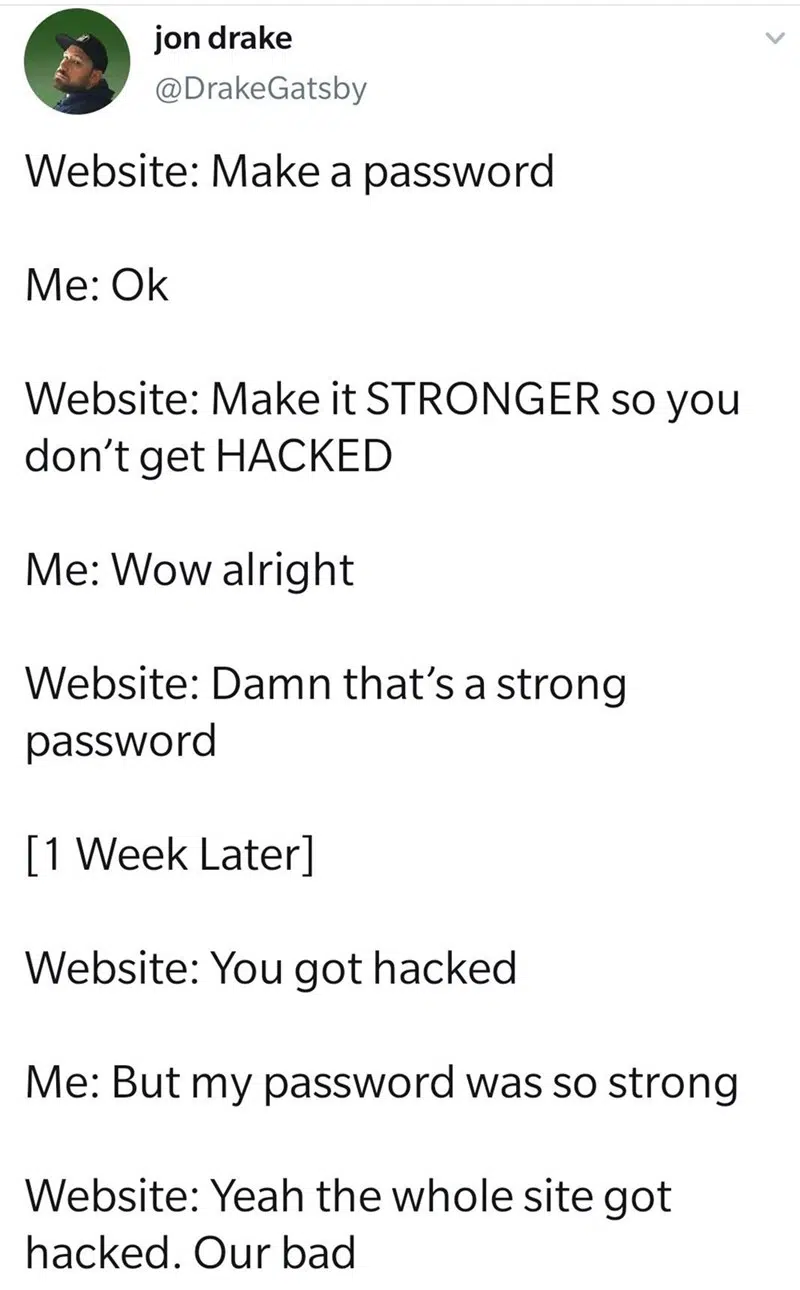 jon drake
@DrakeGatsby
Website: Make a password
Me: Ok
Website: Make it STRONGER so you
don’t get HACKED
Me: Wow alright
Website: Damn that’s a strong
password
[1 Week Later]
Website: You got hacked
Me: But my password was so strong
Website: Yeah the whole site got
hacked. Our bad